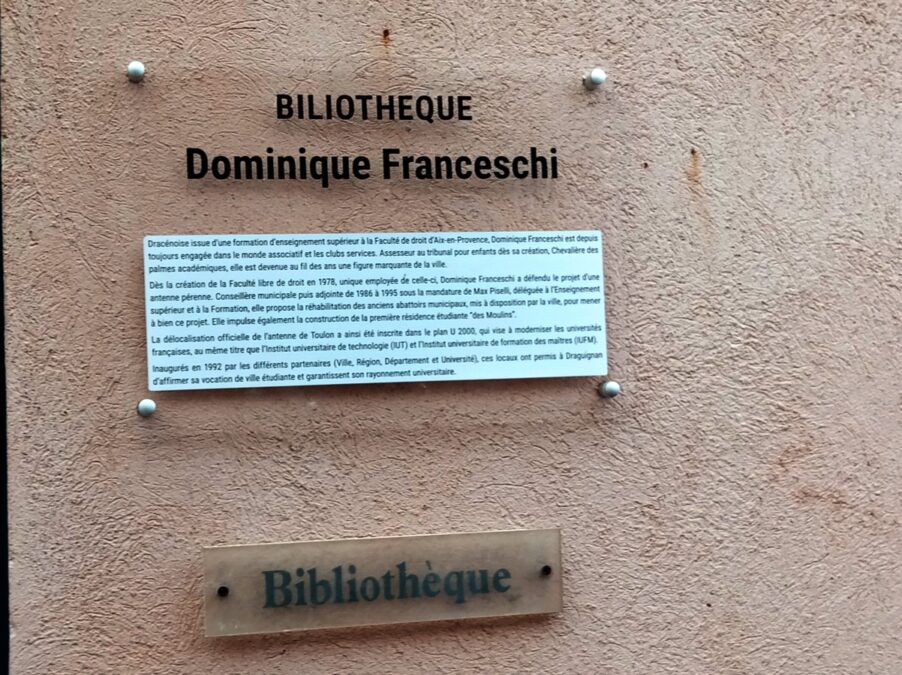 BILIOTHEQUE
Dominique Franceschi
Dracénoise issue d'une formation d'enseignement supérieur à la Faculté de droit d'Aix-en-Provence, Dominique Franceschi est depuis
toujours engagée dans le monde associatif et les clubs services. Assesseur au tribunal pour enfants dès sa création, Chevalière des
palmes académiques, elle est devenue au fil des ans une figure marquante de la ville.
Dès la création de la Faculté libre de droit en 1978, unique employée de celle-ci, Dominique Franceschi a défendu le projet d'une
antenne pérenne. Conseillère municipale puis adjointe de 1986 à 1995 sous la mandature de Max Piselli, déléguée à l'Enseignement
supérieur et à la Formation, elle propose la réhabilitation des anciens abattoirs municipaux, mis à disposition par la ville, pour mener
à bien ce projet. Elle impulse également la construction de la première résidence étudiante "des Moulins".
La délocalisation officielle de l'antenne de Toulon a ainsi été inscrite dans le plan U 2000, qui vise à moderniser les universités
françaises, au même titre que l'Institut universitaire de technologie (IUT) et l'Institut universitaire de formation des maîtres (IUFM).
Inaugurés en 1992 par les différents partenaires (Ville, Région, Département et Université), ces locaux ont permis à Draguignan
d'affirmer sa vocation de ville étudiante et garantissent son rayonnement universitaire.
Bibliothèque